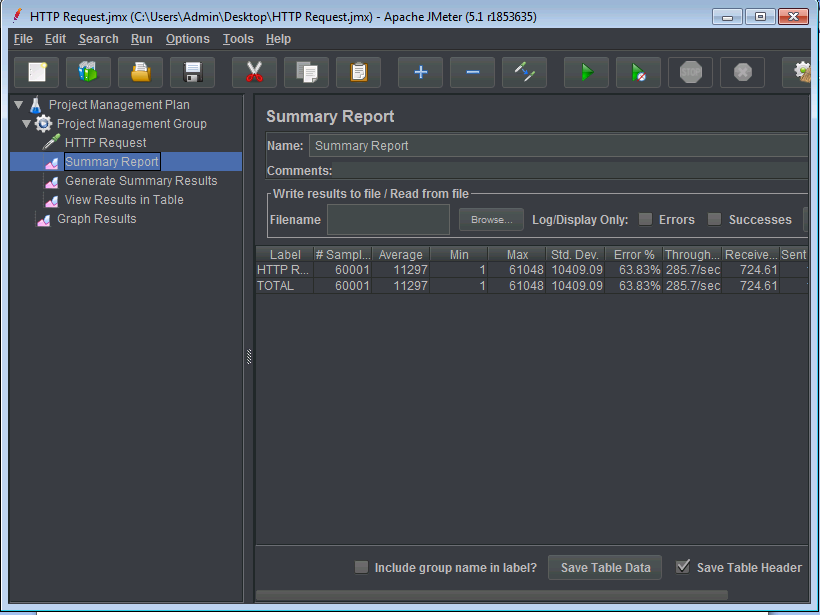 HTTP Request.jmx (C:\Users\Admin\Desktop\HTTP Request.jmx) - Apache JMeter (5.1 r1853635)
File Edit Search Run Options Tools Help
STOP
Project Management Plan
Project Management Group
HTTP Request
Summary Report
Generate Summary Results
View Results in Table
Graph Results
Summary Report
Name: Summary Report
Comments:
Write results to file / Read from file
Filename Browse... Log/Display Only: Errors Successes
Label # Sampl... Average Min Max Std. Dev. Error % Through... Receive... Sent
HTTP R... 60001 11297 1 61048 10409.09 63.83% 285.7/sec 724.61
TOTAL 60001 11297 1 61048 10409.09 63.83% 285.7/sec 724.61
Include group name in label? Save Table Data Save Table Header